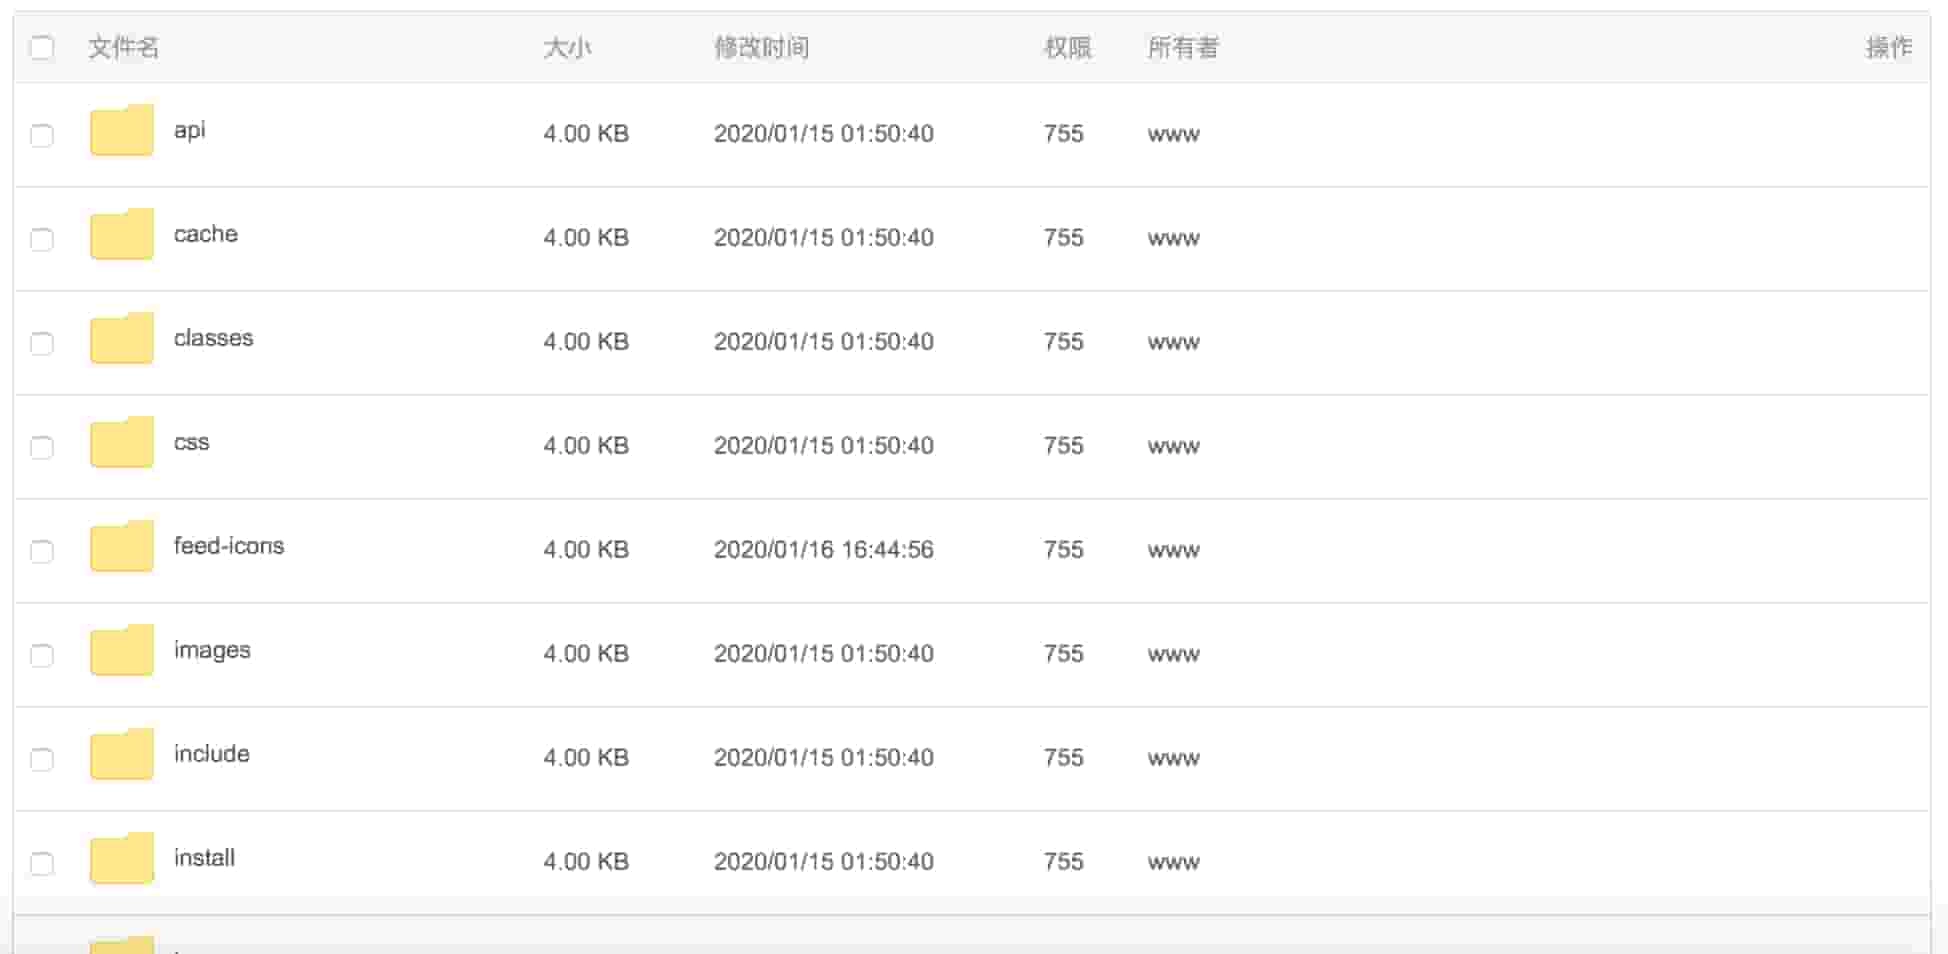 文件名 大小 修改时间 权限 所有者 操作
api 4.00 KB 2020/01/15 01:50:40 755 www
cache 4.00 KB 2020/01/15 01:50:40 755 www
classes 4.00 KB 2020/01/15 01:50:40 755 www
css 4.00 KB 2020/01/15 01:50:40 755 www
feed-icons 4.00 KB 2020/01/16 16:44:56 755 www
images 4.00 KB 2020/01/15 01:50:40 755 www
include 4.00 KB 2020/01/15 01:50:40 755 www
install 4.00 KB 2020/01/15 01:50:40 755 www